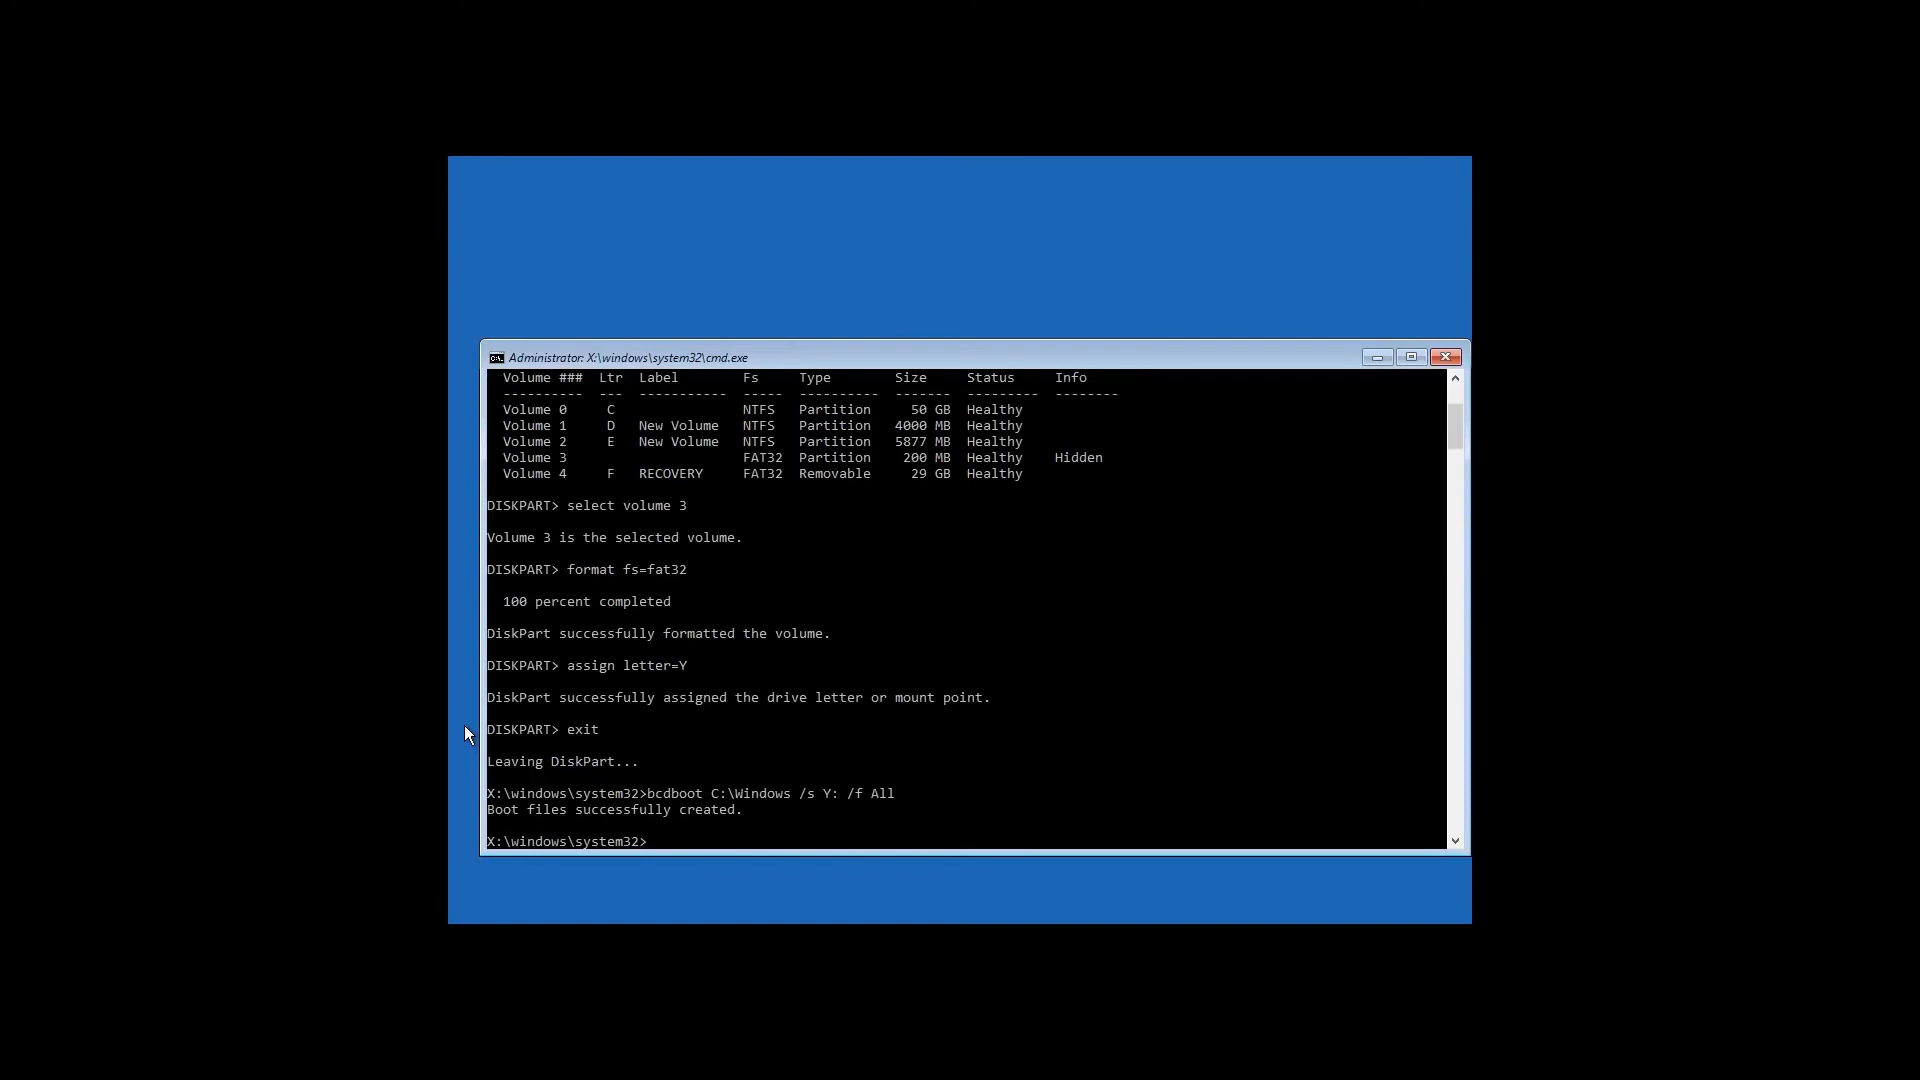 Administrator: X:\windows\system32\cmd.exe
Volume ### Ltr Label Fs Type Size Status Info
---------- --- ----------- ----- ---------- ------- --------- --------
Volume 0 C NTFS Partition 50 GB Healthy
Volume 1 D New Volume NTFS Partition 4000 MB Healthy
Volume 2 E New Volume NTFS Partition 5877 MB Healthy
Volume 3 FAT32 Partition 200 MB Healthy Hidden
Volume 4 F RECOVERY FAT32 Removable 29 GB Healthy
DISKPART> select volume 3
Volume 3 is the selected volume.
DISKPART> format fs=fat32
100 percent completed
DiskPart successfully formatted the volume.
DISKPART> assign letter=Y
DiskPart successfully assigned the drive letter or mount point.
DISKPART> exit
Leaving DiskPart...
X:\windows\system32>bcdboot C:\Windows /s Y: /f All
Boot files successfully created.
X:\windows\system32>